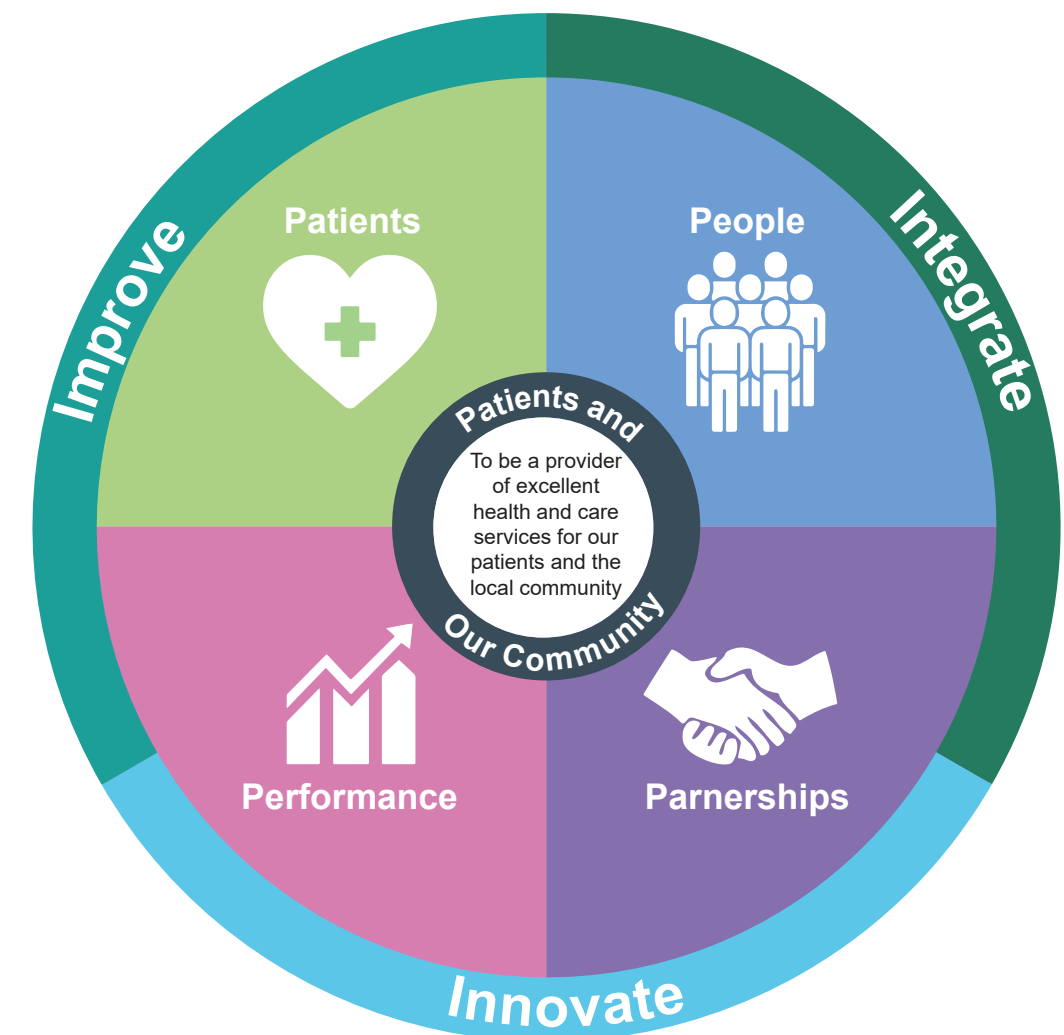 Improve
Integrate
Patients
People
Patients and
To be a provider
of excellent
health and care
services for our
patients and the
local community
Our Community
Performance
Parnerships
Innovate